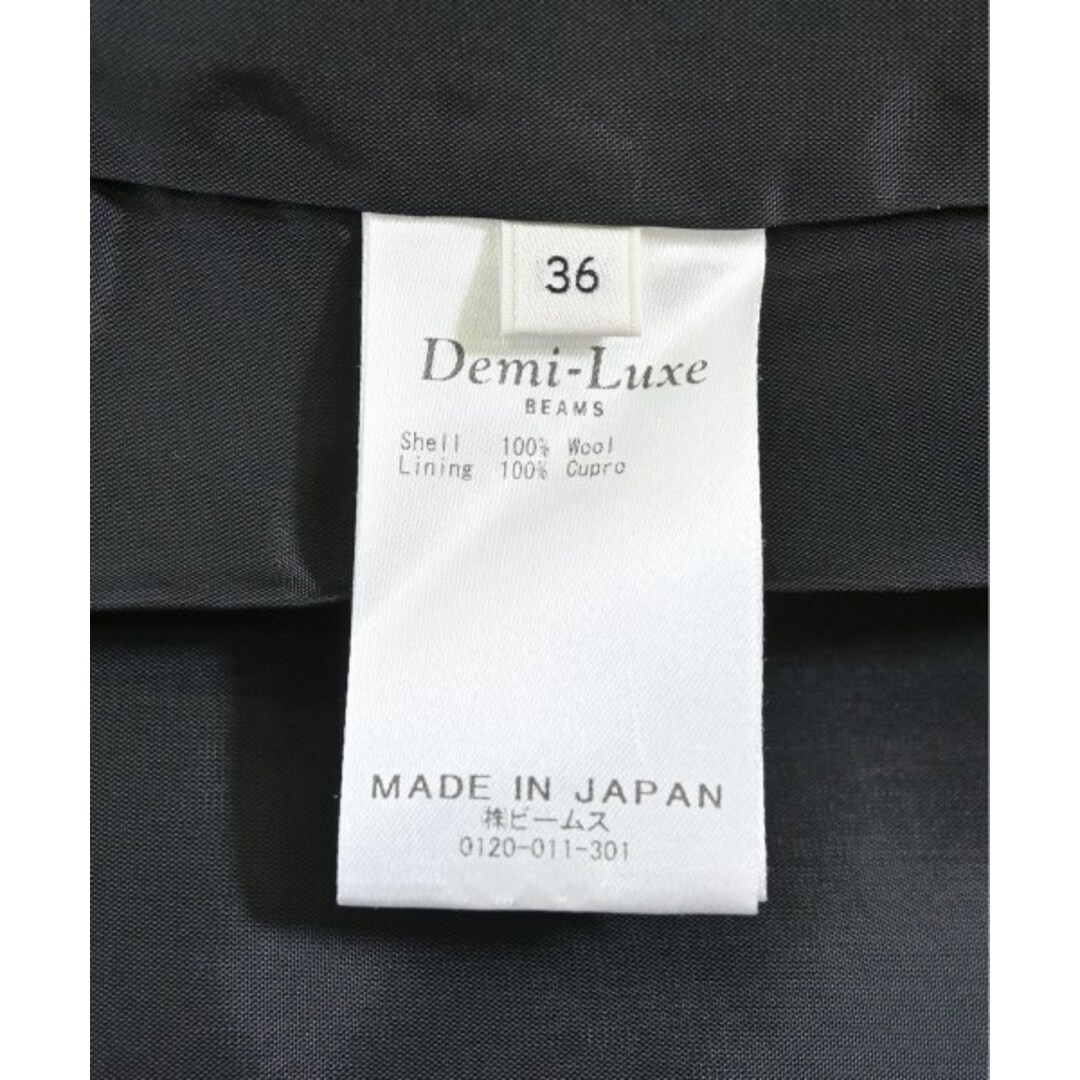 36
Demi-Luxe
BEAMS
Shell 100% Wool
Lining 100% Cupro
MADE IN JAPAN
㈱ビームス
0120-011-301